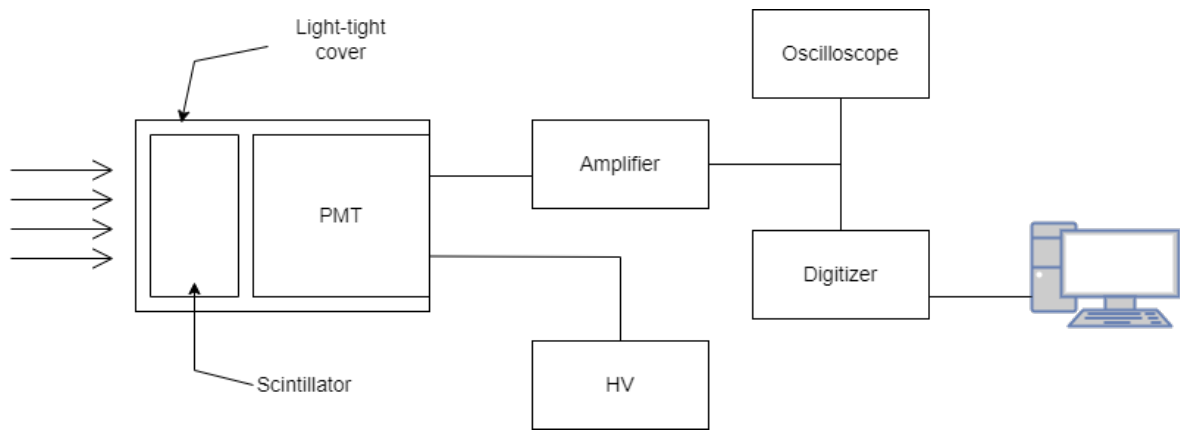 Light-tight
cover
Oscilloscope
Amplifier
PMT
Digitizer
Scintillator
HV